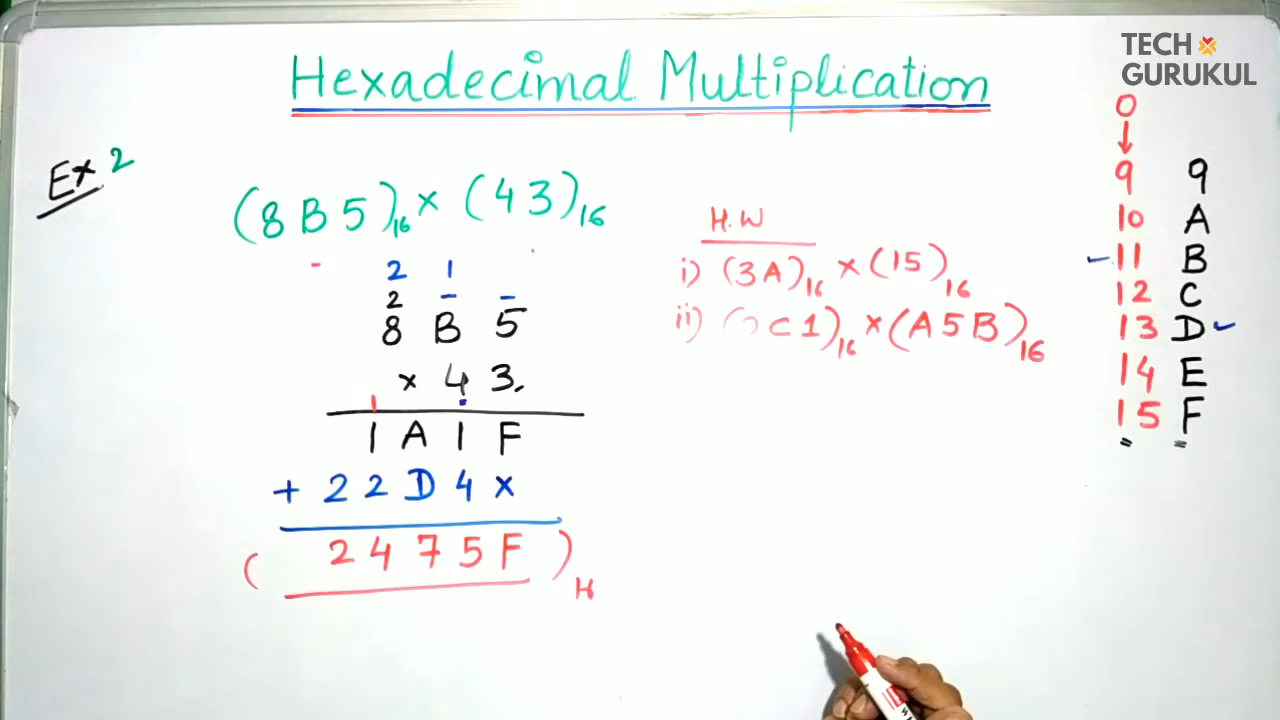 TECH
GURUKUL
Hexadecimal Multiplication
Ex 2
(8B5)₁₆ × (43)₁₆
2 1
2
8 B 5
× 43.
1
1 A 1 F
+ 2 2 D 4 ×
( 2 4 7 5 F )H
H.W
i) (3A)₁₆ × (15)₁₆
ii) ( C1)₁₆ × (A5B)₁₆
0
↓
9 9
10 A
11 B
12 C
13 D
14 E
15 F